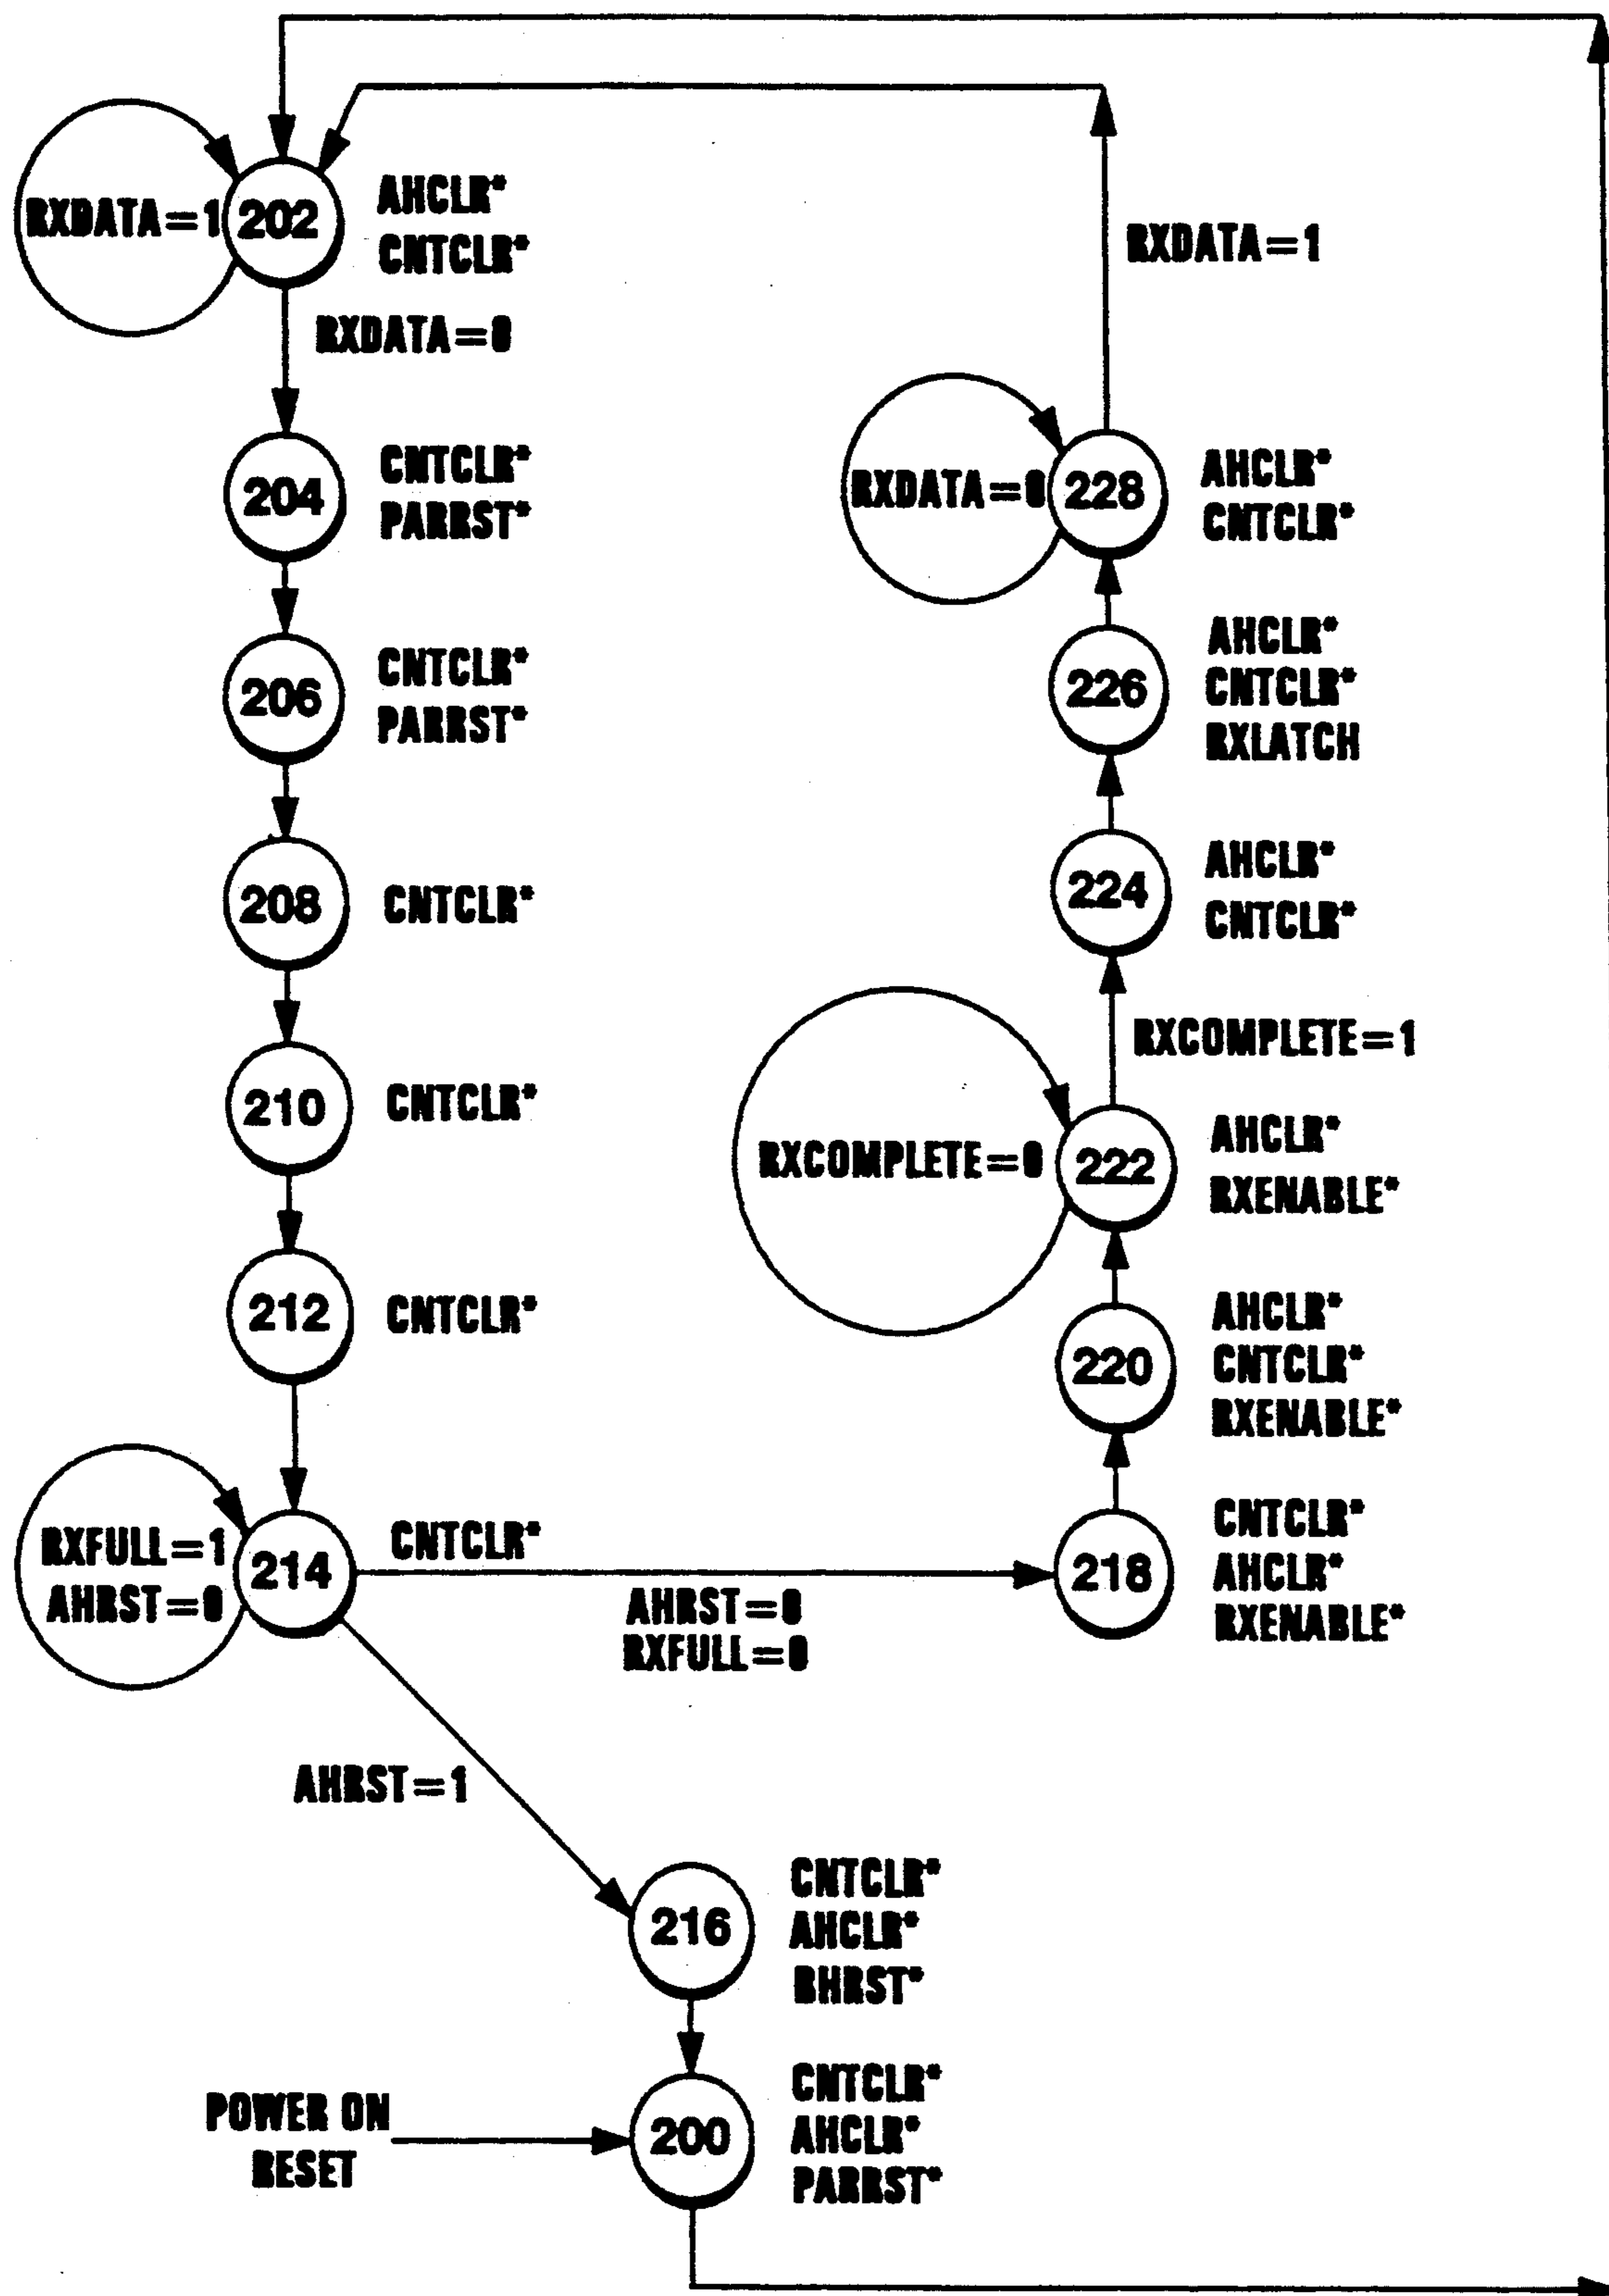 RXDATA=1
202
AHCLR*
CNTCLR*
RXDATA=0
204
CNTCLR*
PARRST*
206
CNTCLR*
PARRST*
208
CNTCLR*
210
CNTCLR*
212
CNTCLR*
RXFULL=1
AHRST=0
214
CNTCLR*
AHRST=0
RXFULL=0
AHRST=1
216
CNTCLR*
AHCLR*
BHRST*
POWER ON
RESET
200
CNTCLR*
AHCLR*
PARRST*
RXDATA=1
RXDATA=0
228
AHCLR*
CNTCLR*
226
AHCLR*
CNTCLR*
RXLATCH
224
AHCLR*
CNTCLR*
RXCOMPLETE=1
RXCOMPLETE=0
222
AHCLR*
RXENABLE*
220
AHCLR*
CNTCLR*
RXENABLE*
218
CNTCLR*
AHCLR*
RXENABLE*